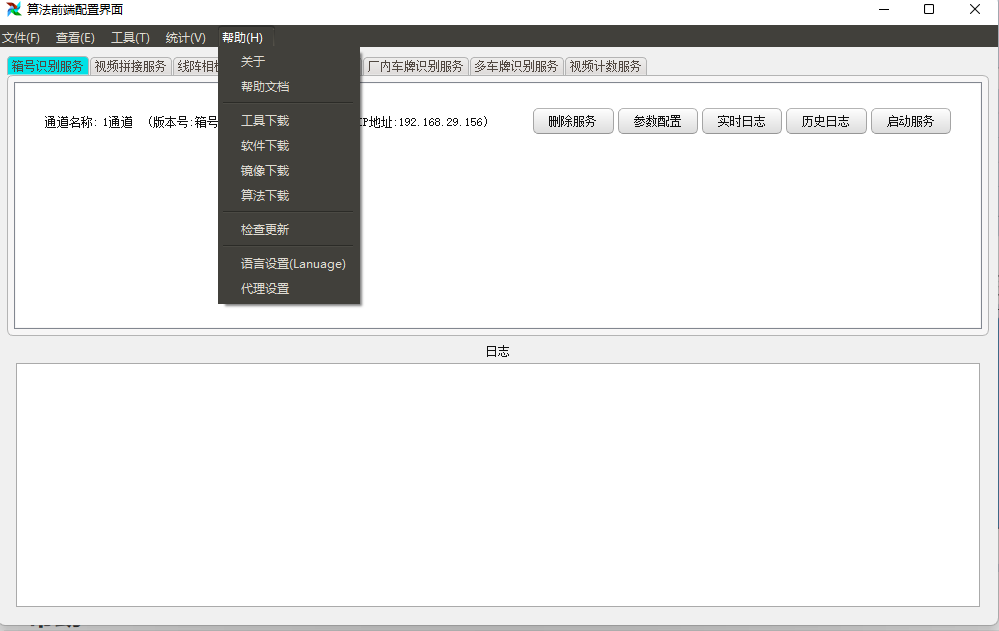 算法前端配置界面
文件(F) 查看(E) 工具(T) 统计(V) 帮助(H)
箱号识别服务 视频拼接服务 线阵相机 厂内车牌识别服务 多车牌识别服务 视频计数服务
关于
帮助文档
通道名称: 1通道 (版本号:箱号 IP地址:192.168.29.156) 删除服务 参数配置 实时日志 历史日志 启动服务
工具下载
软件下载
镜像下载
算法下载
检查更新
语言设置(Lanuage)
代理设置
日志